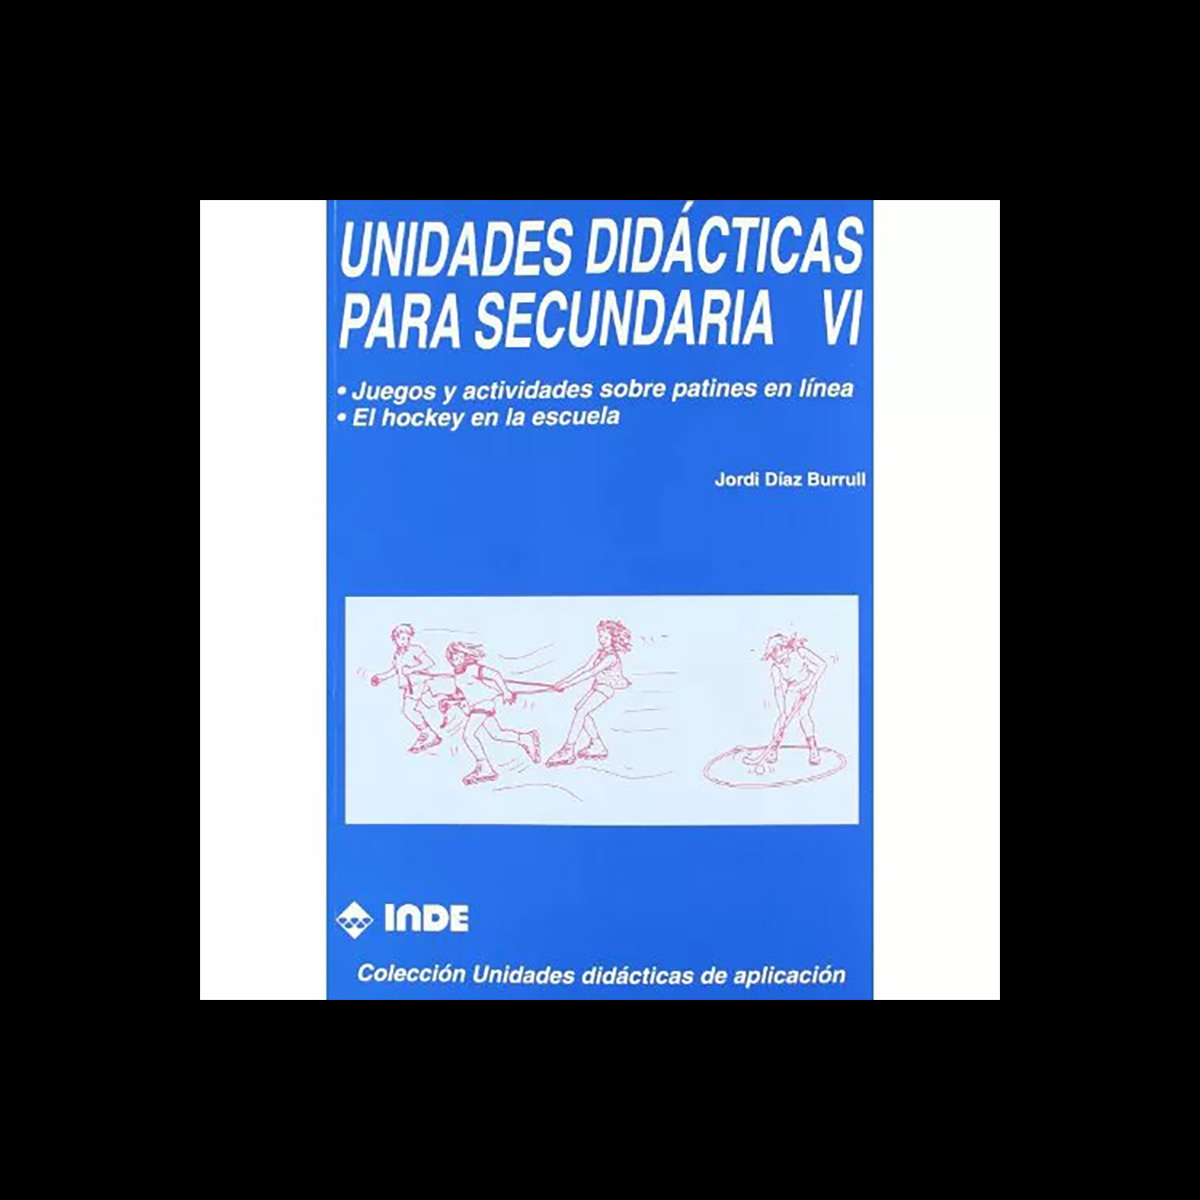 UNIDADES DIDÁCTICAS
PARA SECUNDARIA VI
• Juegos y actividades sobre patines en línea
• El hockey en la escuela
Jordi Díaz Burrull
INDE
Colección Unidades didácticas de aplicación